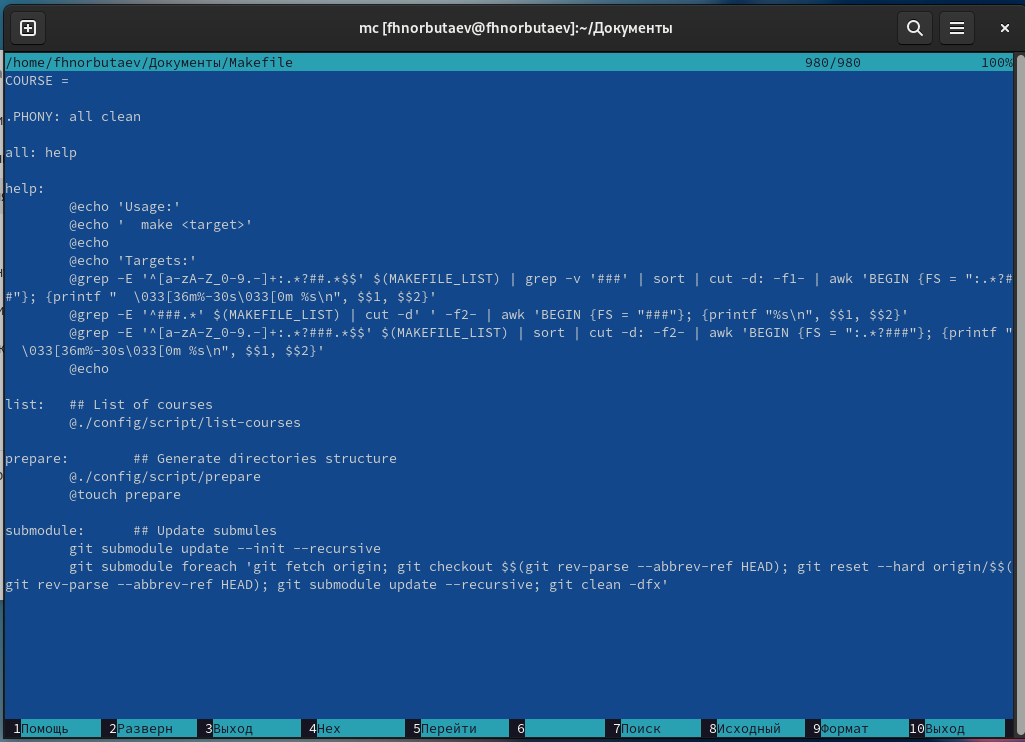 mc [fhnorbutaev@fhnorbutaev]:~/Документы
/home/fhnorbutaev/Документы/Makefile 980/980 100%
COURSE =
.PHONY: all clean
all: help
help:
@echo 'Usage:'
@echo '  make <target>'
@echo
@echo 'Targets:'
@grep -E '^[a-zA-Z_0-9.-]+:.*?##.*$$' $(MAKEFILE_LIST) | grep -v '###' | sort | cut -d: -f1- | awk 'BEGIN {FS = ":.*?#
#"}; {printf "  \033[36m%-30s\033[0m %s\n", $$1, $$2}'
@grep -E '^###.*' $(MAKEFILE_LIST) | cut -d' ' -f2- | awk 'BEGIN {FS = "###"}; {printf "%s\n", $$1, $$2}'
@grep -E '^[a-zA-Z_0-9.-]+:.*?###.*$$' $(MAKEFILE_LIST) | sort | cut -d: -f2- | awk 'BEGIN {FS = ":.*?###"}; {printf "
\033[36m%-30s\033[0m %s\n", $$1, $$2}'
@echo
list:   ## List of courses
@./config/script/list-courses
prepare:        ## Generate directories structure
@./config/script/prepare
@touch prepare
submodule:      ## Update submules
git submodule update --init --recursive
git submodule foreach 'git fetch origin; git checkout $$(git rev-parse --abbrev-ref HEAD); git reset --hard origin/$$(
git rev-parse --abbrev-ref HEAD); git submodule update --recursive; git clean -dfx'
1Помощь 2Разверн 3Выход 4Hex 5Перейти 6 7Поиск 8Исходный 9Формат 10Выход